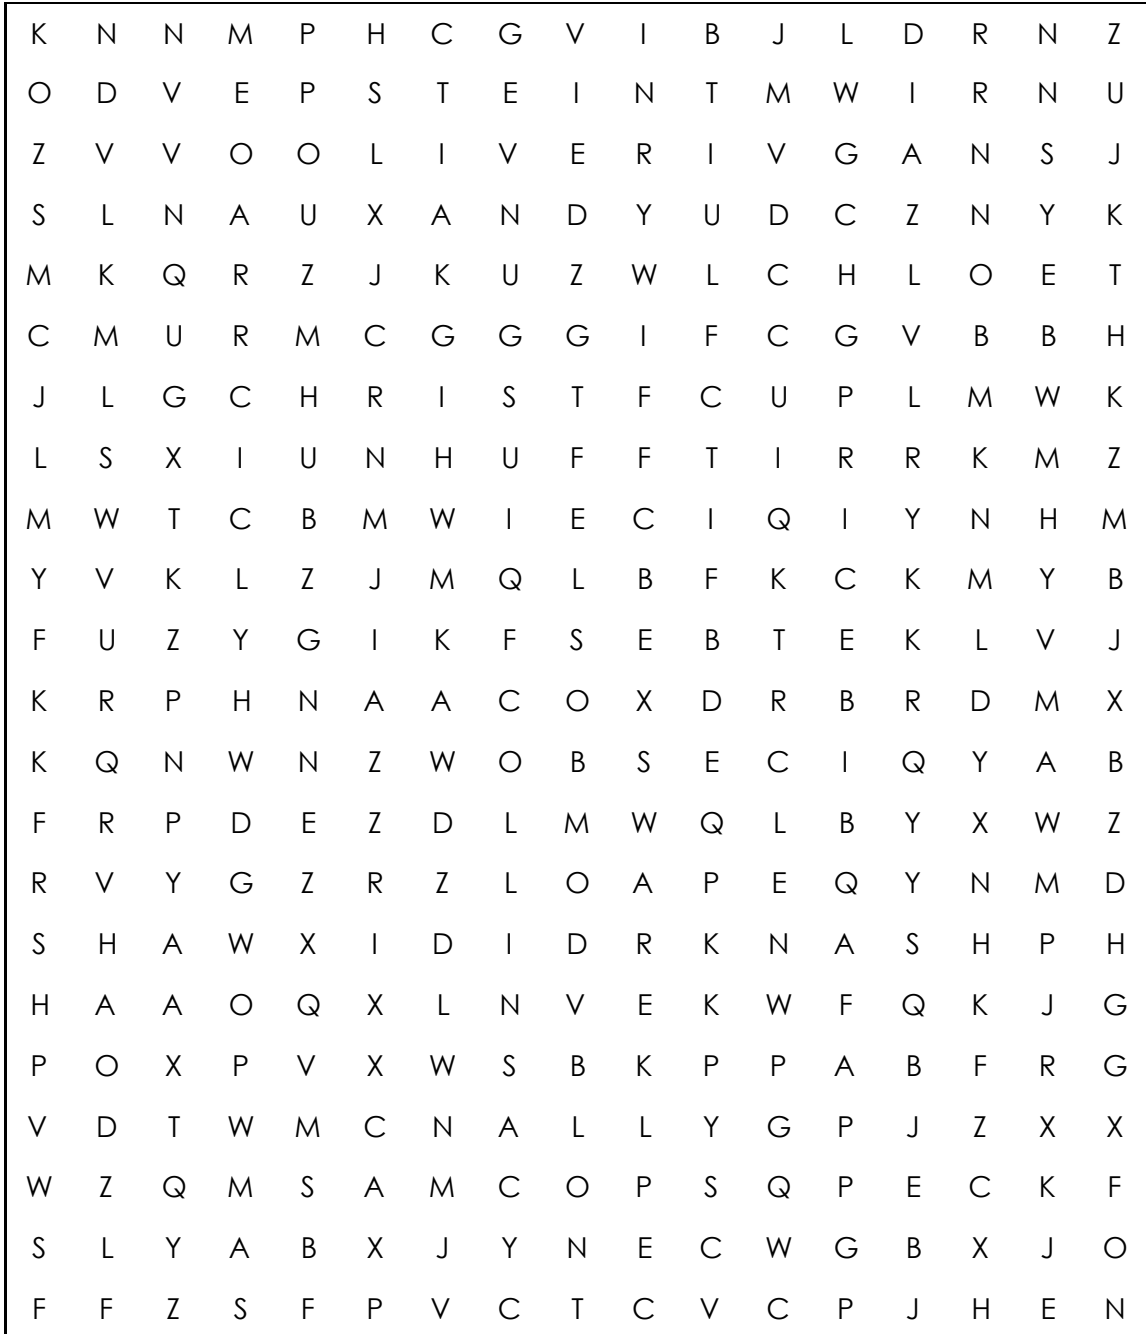 K N N M P H C G V I B J L D R N Z
O D V E P S T E I N T M W I R N U
Z V V O O L I V E R I V G A N S J
S L N A U X A N D Y U D C Z N Y K
M K Q R Z J K U Z W L C H L O E T
C M U R M C G G G I F C G V B B H
J L G C H R I S T F C U P L M W K
L S X I U N H U F F T I R R K M Z
M W T C B M W I E C I Q I Y N H M
Y V K L Z J M Q L B F K C K M Y B
F U Z Y G I K F S E B T E K L V J
K R P H N A A C O X D R B R D M X
K Q N W N Z W O B S E C I Q Y A B
F R P D E Z D L M W Q L B Y X W Z
R V Y G Z R Z L O A P E Q Y N M D
S H A W X I D I D R K N A S H P H
H A A O Q X L N V E K W F Q K J G
P O X P V X W S B K P P A B F R G
V D T W M C N A L L Y G P J Z X X
W Z Q M S A M C O P S Q P E C K F
S L Y A B X J Y N E C W G B X J O
F F Z S F P V C T C V C P J H E N